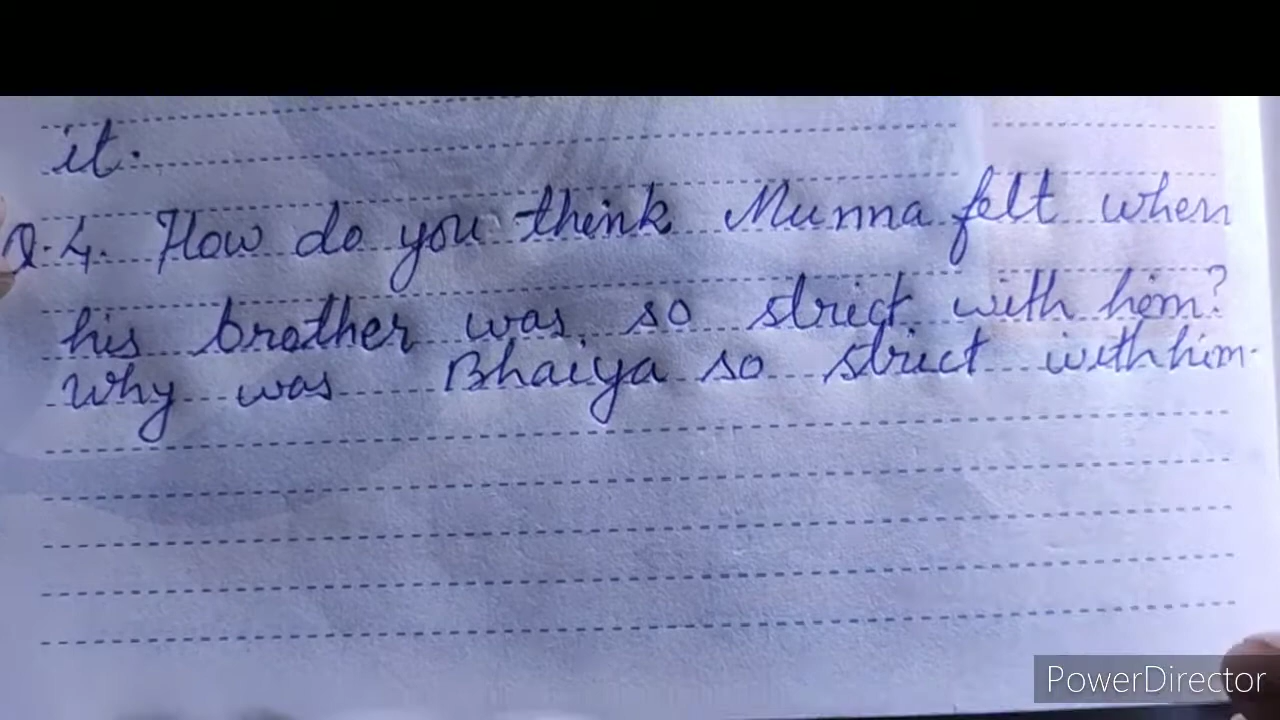 it.
Q.4. How do you think Munna felt when
his brother was so strict with him?
Why was Bhaiya so strict with him.
PowerDirector